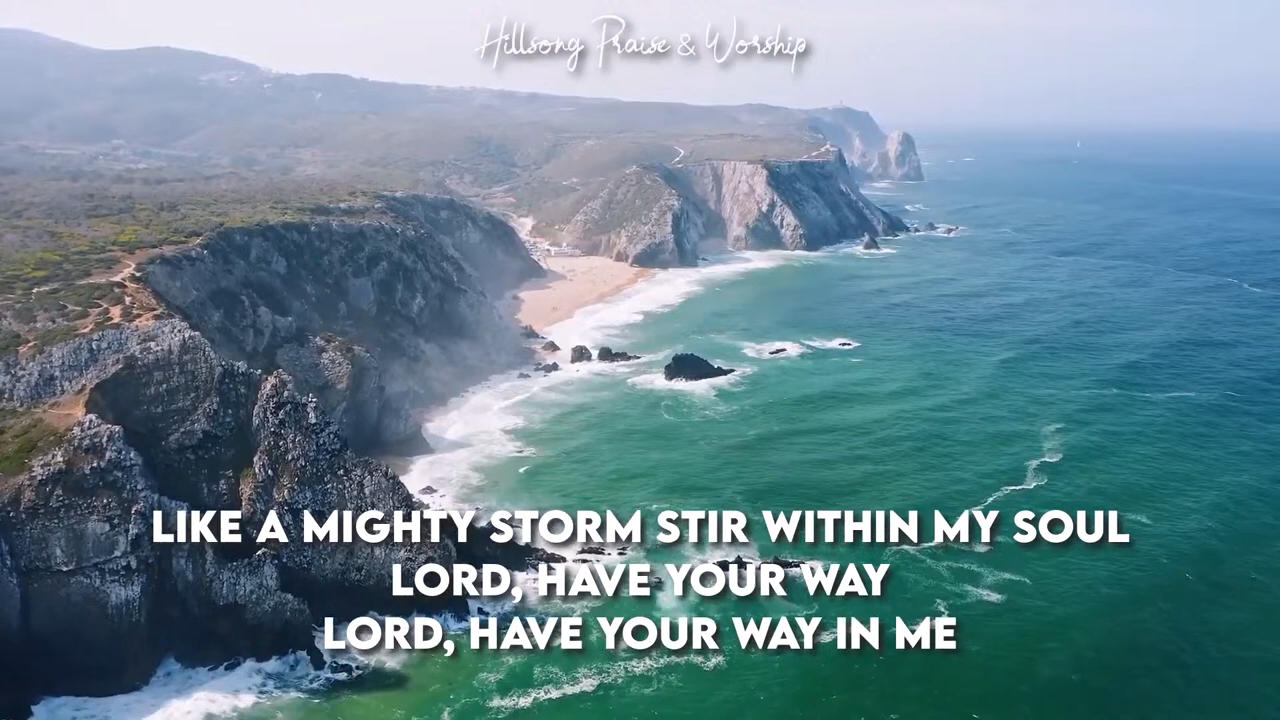 Hillsong Praise & Worship
LIKE A MIGHTY STORM STIR WITHIN MY SOUL
LORD, HAVE YOUR WAY
LORD, HAVE YOUR WAY IN ME